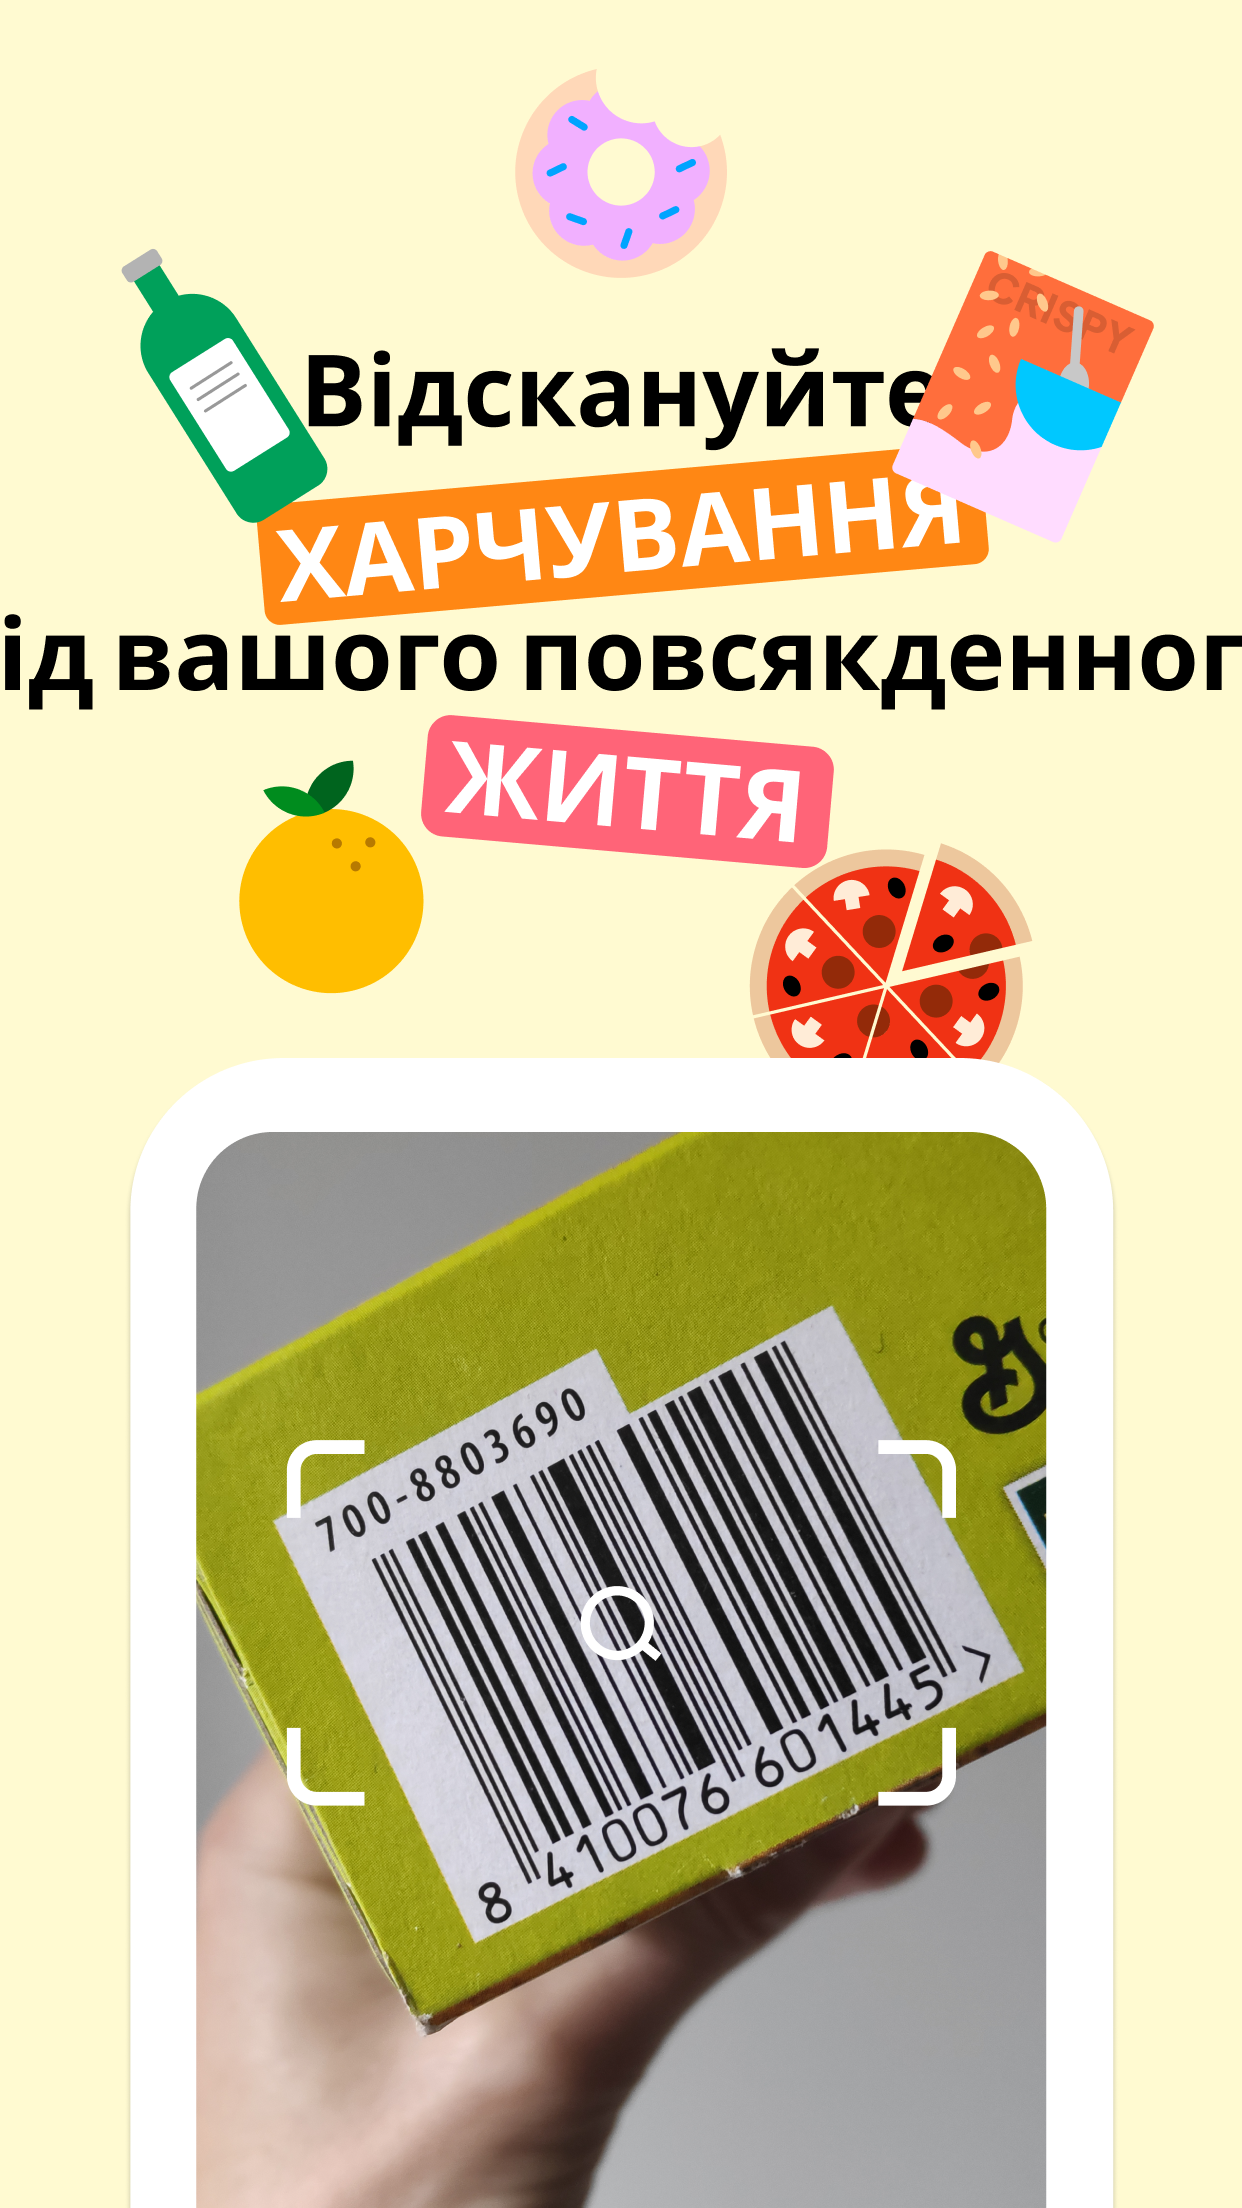 CRISPY
Відскануйте
ХАРЧУВАННЯ
ід вашого повсякденног
ЖИТТЯ
700-8803690
8 410076 601445 >